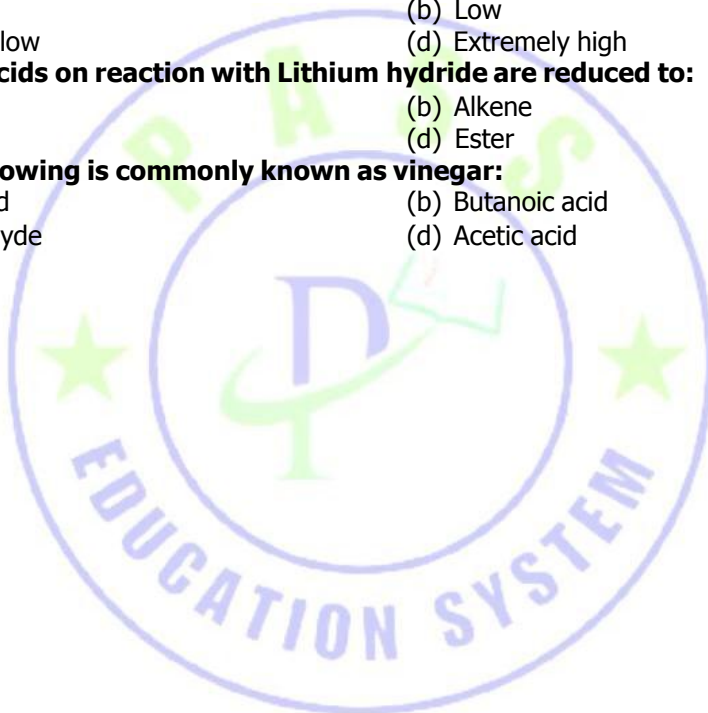 (b) Low
low (d) Extremely high
cids on reaction with Lithium hydride are reduced to:
(b) Alkene
(d) Ester
owing is commonly known as vinegar:
d (b) Butanoic acid
yde (d) Acetic acid
PASS
EDUCATION SYSTEM